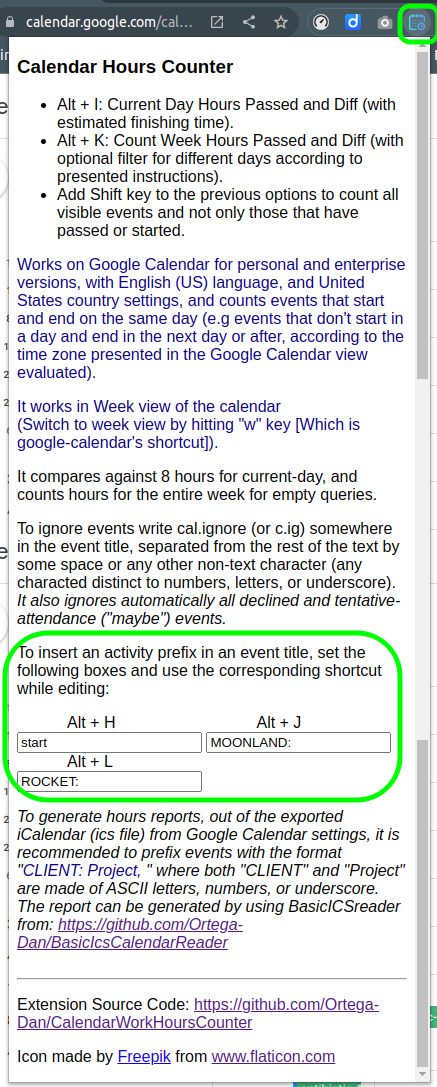 calendar.google.com/cal...
Calendar Hours Counter
• Alt + I: Current Day Hours Passed and Diff (with
estimated finishing time).
• Alt + K: Count Week Hours Passed and Diff (with
optional filter for different days according to
presented instructions).
• Add Shift key to the previous options to count all
visible events and not only those that have
passed or started.
Works on Google Calendar for personal and enterprise
versions, with English (US) language, and United
States country settings, and counts events that start
and end on the same day (e.g events that don't start in
a day and end in the next day or after, according to the
time zone presented in the Google Calendar view
evaluated).
It works in Week view of the calendar
(Switch to week view by hitting "w" key [Which is
google-calendar's shortcut]).
It compares against 8 hours for current-day, and
counts hours for the entire week for empty queries.
To ignore events write cal.ignore (or c.ig) somewhere
in the event title, separated from the rest of the text by
some space or any other non-text character (any
characted distinct to numbers, letters, or underscore).
It also ignores automatically all declined and tentative-
attendance ("maybe") events.
To insert an activity prefix in an event title, set the
following boxes and use the corresponding shortcut
while editing:
Alt + H Alt + J
start MOONLAND:
Alt + L
ROCKET:
To generate hours reports, out of the exported
iCalendar (ics file) from Google Calendar settings, it is
recommended to prefix events with the format
"CLIENT: Project, " where both "CLIENT" and "Project"
are made of ASCII letters, numbers, or underscore.
The report can be generated by using BasicICSreader
from: https://github.com/Ortega-
Dan/BasicIcsCalendarReader
Extension Source Code: https://github.com/Ortega-
Dan/CalendarWorkHoursCounter
Icon made by Freepik from www.flaticon.com